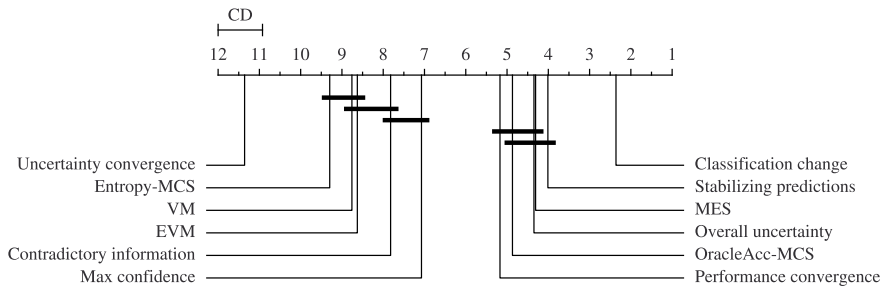 CD
12 11 10 9 8 7 6 5 4 3 2 1
Uncertainty convergence Classification change
Entropy-MCS Stabilizing predictions
VM MES
EVM Overall uncertainty
Contradictory information OracleAcc-MCS
Max confidence Performance convergence